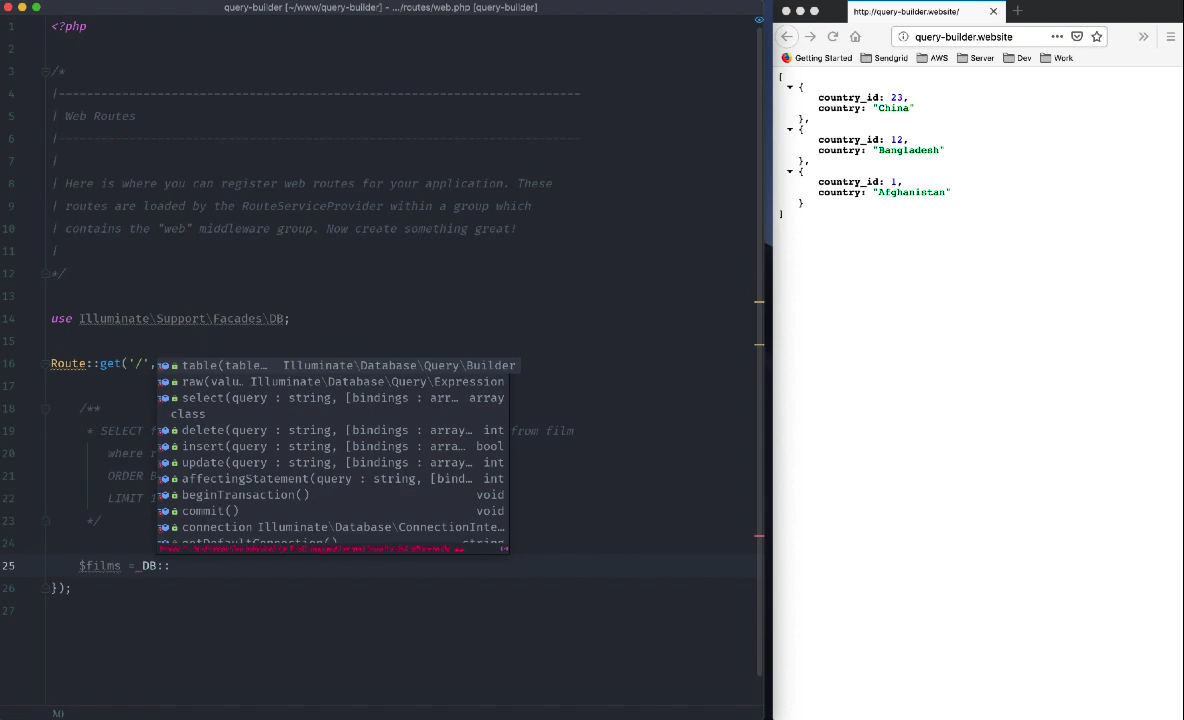 query-builder [~/www/query-builder] - .../routes/web.php [query-builder]
1 <?php
2
3 /*
4 |--------------------------------------------------------------------------
5 | Web Routes
6 |--------------------------------------------------------------------------
7 |
8 | Here is where you can register web routes for your application. These
9 | routes are loaded by the RouteServiceProvider within a group which
10 | contains the "web" middleware group. Now create something great!
11 |
12 */
13
14 use Illuminate\Support\Facades\DB;
15
16 Route::get('/',
table(table… Illuminate\Database\Query\Builder
17
raw(valu… Illuminate\Database\Query\Expression
select(query : string, [bindings : arr… array
18 /**
class
19 * SELECT from film
delete(query : string, [bindings : array… int
insert(query : string, [bindings : arra… bool
20 where
update(query : string, [bindings : array… int
21 ORDER
affectingStatement(query : string, [bind… int
22 LIMIT
beginTransaction() void
commit() void
23 */
connection Illuminate\Database\ConnectionInte…
24
getDefaultConnection() string
25 $films = DB::
26 });
27
http://query-builder.website/
query-builder.website
Getting Started Sendgrid AWS Server Dev Work
[
{
country_id: 23,
country: "China"
},
{
country_id: 12,
country: "Bangladesh"
},
{
country_id: 1,
country: "Afghanistan"
}
]